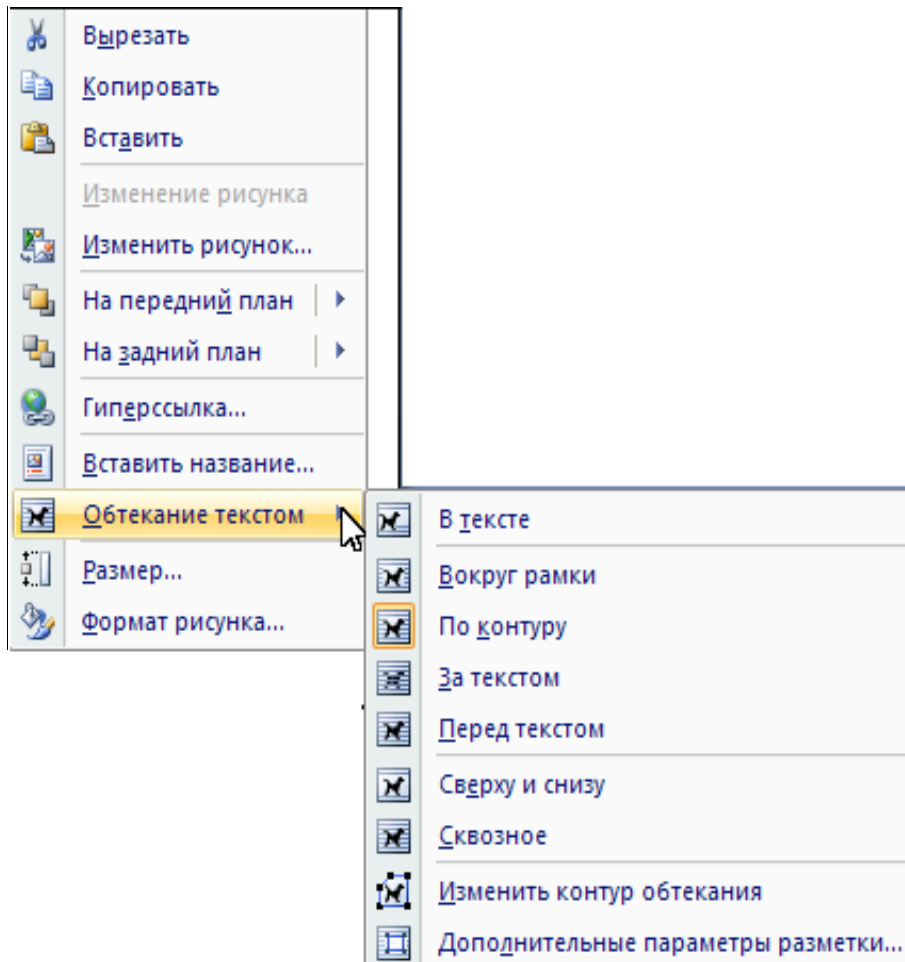 Вырезать
Копировать
Вставить
Изменение рисунка
Изменить рисунок...
На передний план
На задний план
Гиперссылка...
Вставить название...
Обтекание текстом
Размер...
Формат рисунка...
В тексте
Вокруг рамки
По контуру
За текстом
Перед текстом
Сверху и снизу
Сквозное
Изменить контур обтекания
Дополнительные параметры разметки...